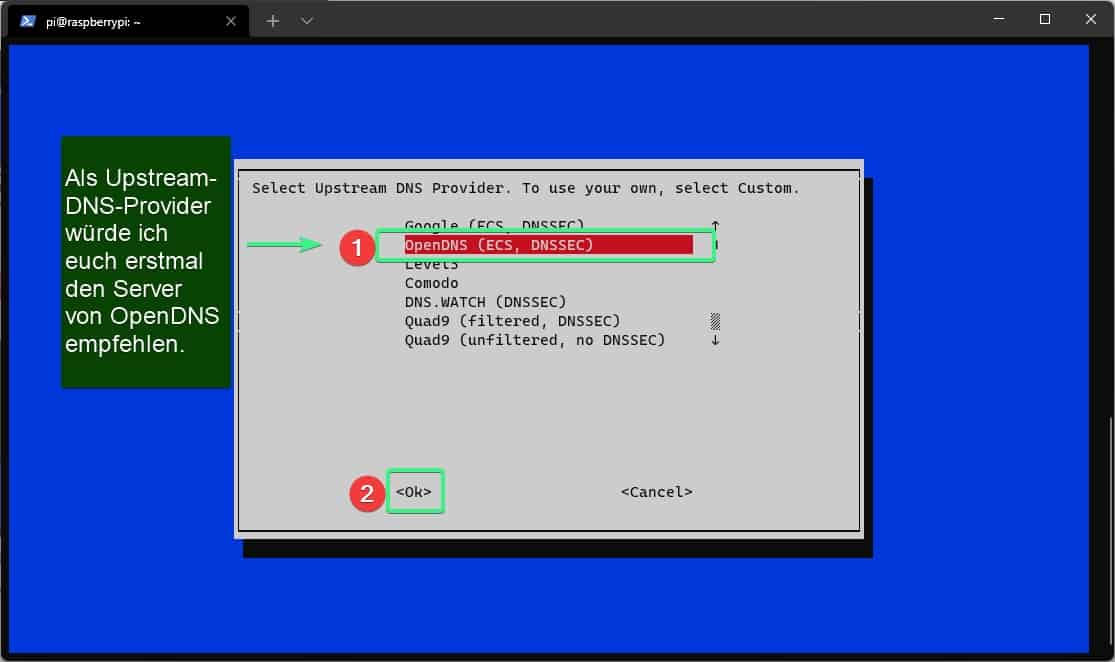 pi@raspberrypi: ~
Als Upstream-
DNS-Provider
würde ich
euch erstmal
den Server
von OpenDNS
empfehlen.
Select Upstream DNS Provider. To use your own, select Custom.
Google (ECS, DNSSEC)
1
OpenDNS (ECS, DNSSEC)
Level3
Comodo
DNS.WATCH (DNSSEC)
Quad9 (filtered, DNSSEC)
Quad9 (unfiltered, no DNSSEC)
2 <Ok> <Cancel>